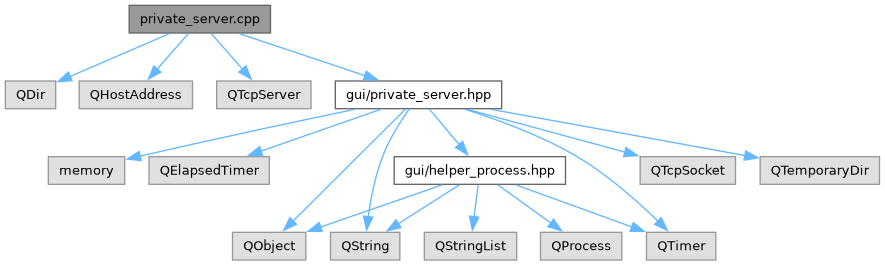 private_server.cpp
QDir
QHostAddress
QTcpServer
gui/private_server.hpp
memory
QElapsedTimer
gui/helper_process.hpp
QTcpSocket
QTemporaryDir
QObject
QString
QStringList
QProcess
QTimer